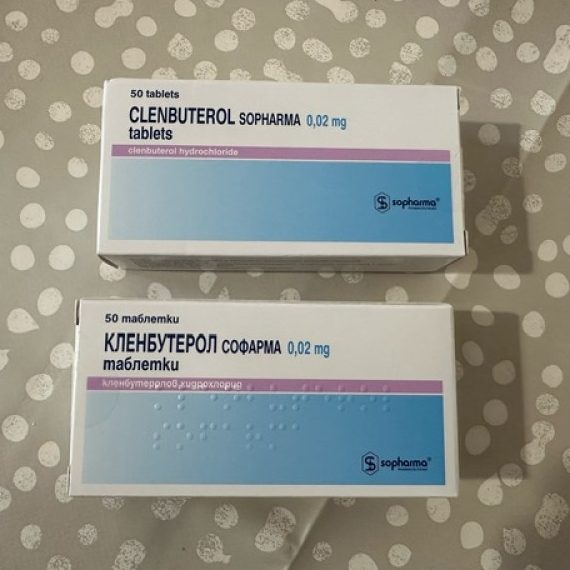 50 tablets
CLENBUTEROL SOPHARMA 0,02 mg
tablets
clenbuterol hydrochloride
sopharma®
50 таблетки
КЛЕНБУТЕРОЛ СОФАРМА 0,02 mg
таблетки
кленбутеролов хидрохлорид
sopharma®